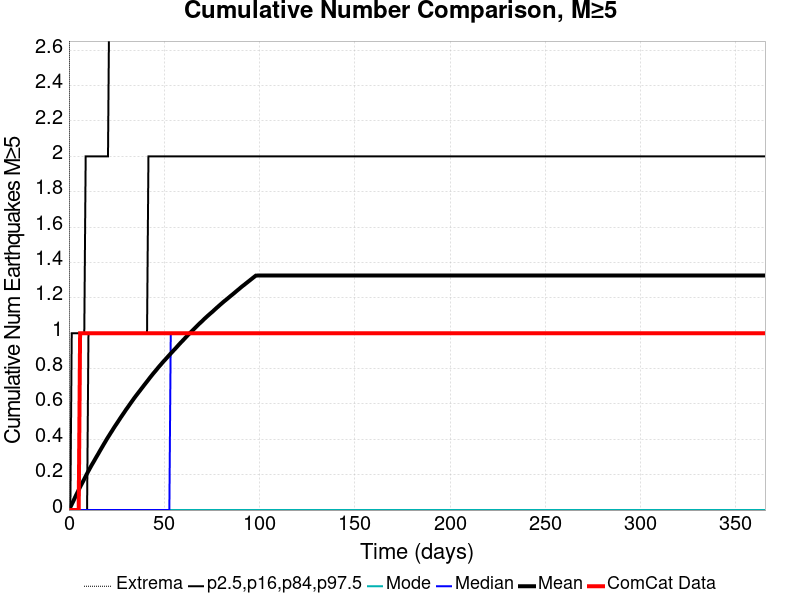 Cumulative Number Comparison, M≥5
Cumulative Num Earthquakes M≥5
2.6
2.4
2.2
2
1.8
1.6
1.4
1.2
1
0.8
0.6
0.4
0.2
0
0 50 100 150 200 250 300 350
Time (days)
Extrema p2.5,p16,p84,p97.5 Mode Median Mean ComCat Data